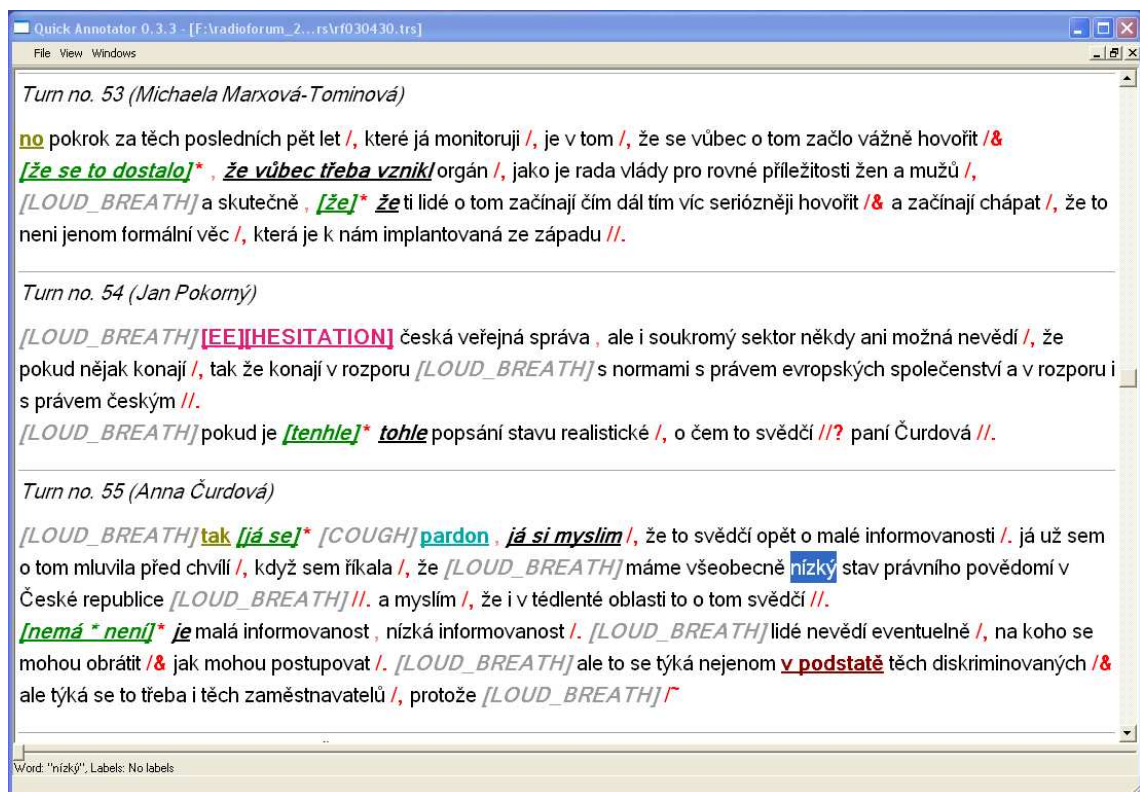 Quick Annotator 0.3.3 - [F:\radioforum_2...rs\rf030430.trs]
File View Windows
Turn no. 53 (Michaela Marxová-Tominová)
no pokrok za těch posledních pět let /, které já monitoruji /, je v tom /, že se vůbec o tom začlo vážně hovořit /&
[že se to dostalo]* , že vůbec třeba vznikl orgán /, jako je rada vlády pro rovné příležitosti žen a mužů /,
[LOUD_BREATH] a skutečně , [že]* že ti lidé o tom začínají čím dál tím víc seriózněji hovořit /& a začínají chápat /, že to
neni jenom formální věc /, která je k nám implantovaná ze západu //.
Turn no. 54 (Jan Pokorný)
[LOUD_BREATH] [EE][HESITATION] česká veřejná správa , ale i soukromý sektor někdy ani možná nevědí /, že
pokud nějak konají /, tak že konají v rozporu [LOUD_BREATH] s normami s právem evropských společenství a v rozporu i
s právem českým //.
[LOUD_BREATH] pokud je [tenhle]* tohle popsání stavu realistické /, o čem to svědčí //? paní Čurdová //.
Turn no. 55 (Anna Čurdová)
[LOUD_BREATH] tak [já se]* [COUGH] pardon , já si myslim /, že to svědčí opět o malé informovanosti /. já už sem
o tom mluvila před chvílí /, když sem říkala /, že [LOUD_BREATH] máme všeobecně nízký stav právního povědomí v
České republice [LOUD_BREATH] //. a myslím /, že i v tédlenté oblasti to o tom svědčí //.
[nemá * není]* je malá informovanost , nízká informovanost /. [LOUD_BREATH] lidé nevědí eventuelně /, na koho se
mohou obrátit /& jak mohou postupovat /. [LOUD_BREATH] ale to se týká nejenom v podstatě těch diskriminovaných /&
ale týká se to třeba i těch zaměstnavatelů /, protože [LOUD_BREATH] /~
Word: "nízký", Labels: No labels